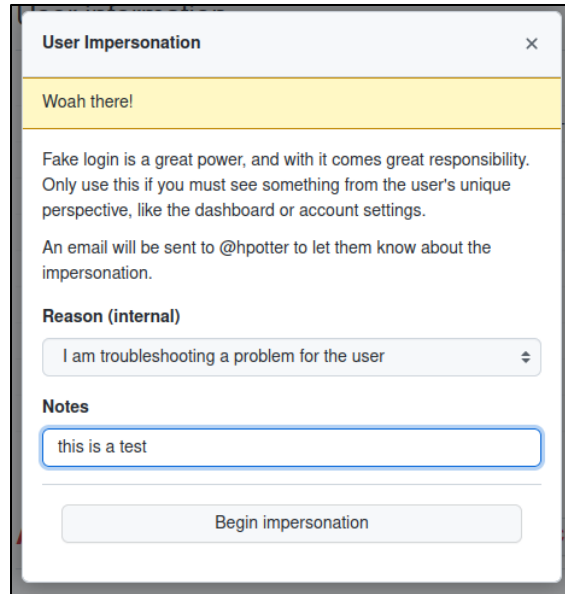 User information
User Impersonation
×
Woah there!
Fake login is a great power, and with it comes great responsibility.
Only use this if you must see something from the user's unique
perspective, like the dashboard or account settings.
An email will be sent to @hpotter to let them know about the
impersonation.
Reason (internal)
I am troubleshooting a problem for the user
Notes
this is a test
Begin impersonation